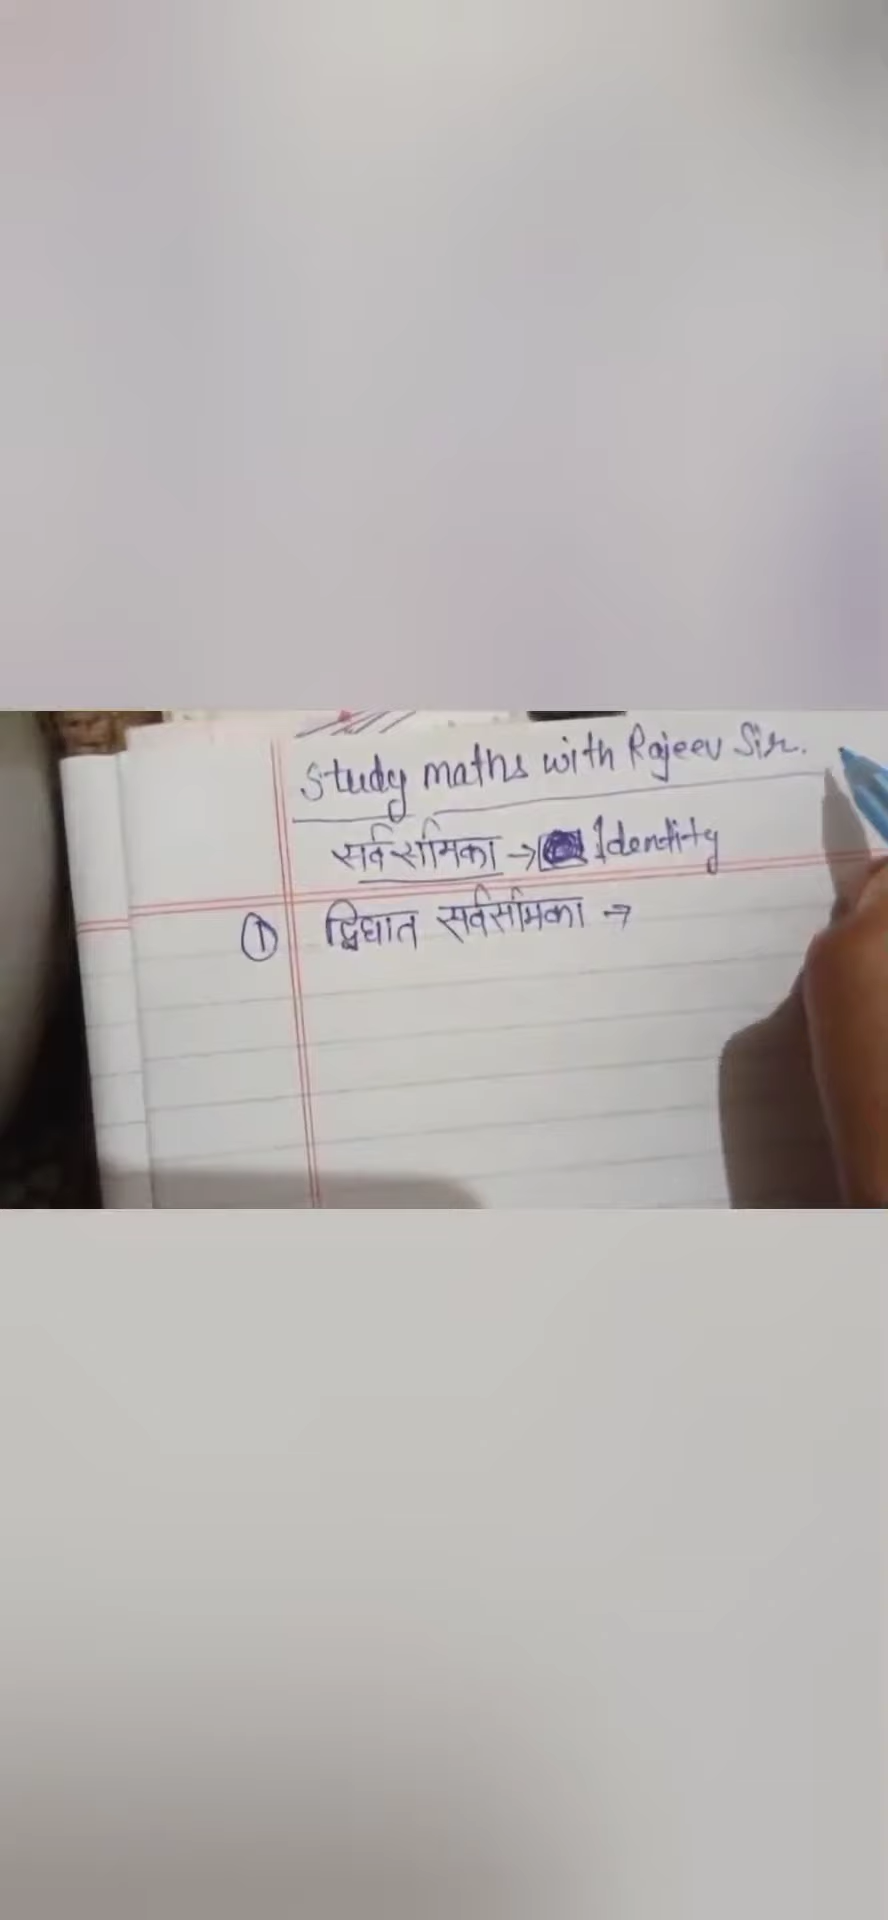 Study maths with Rajeev Sir.
सर्वसमिका → Identity
① द्विघात सर्वसमिका →